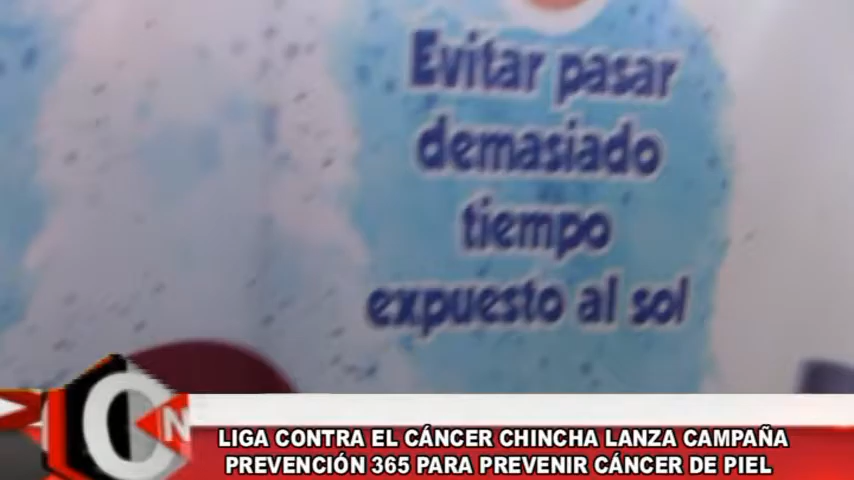 Evitar pasar
demasiado
tiempo
expuesto al sol
CN
LIGA CONTRA EL CÁNCER CHINCHA LANZA CAMPAÑA
PREVENCIÓN 365 PARA PREVENIR CÁNCER DE PIEL